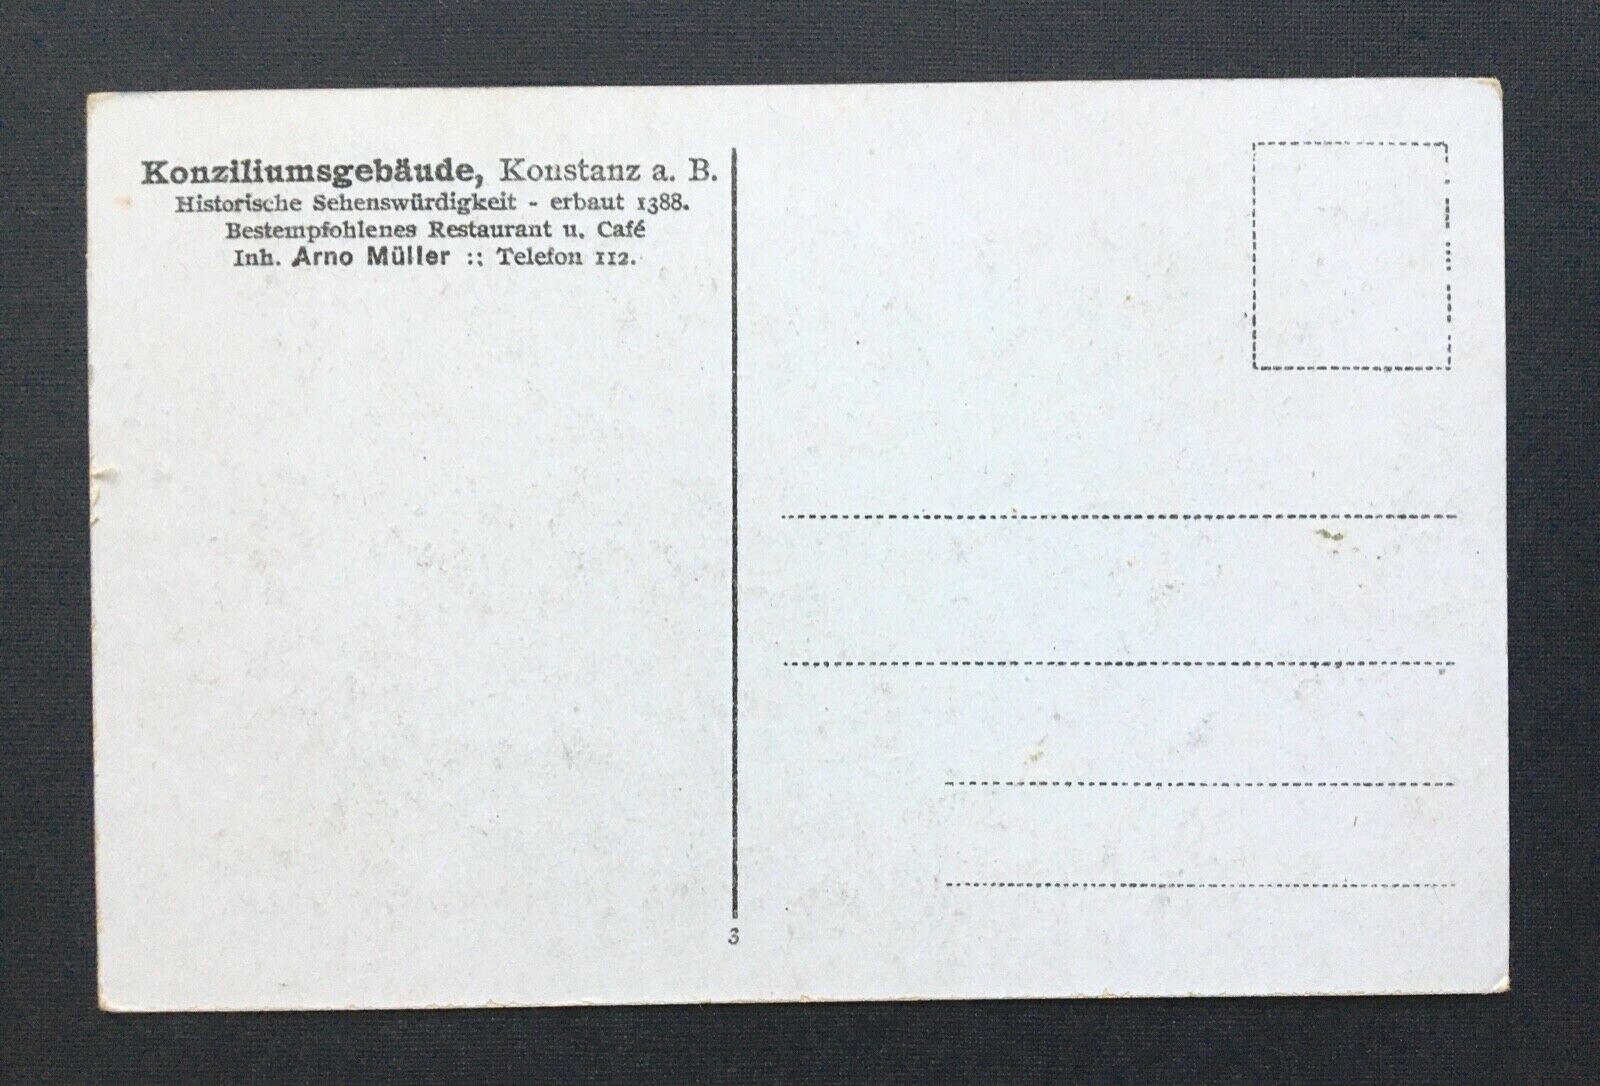 Konziliumsgebäude, Konstanz a. B.
Historische Sehenswürdigkeit - erbaut 1388.
Bestempfohlenes Restaurant u. Café
Inh. Arno Müller :: Telefon 112.
3